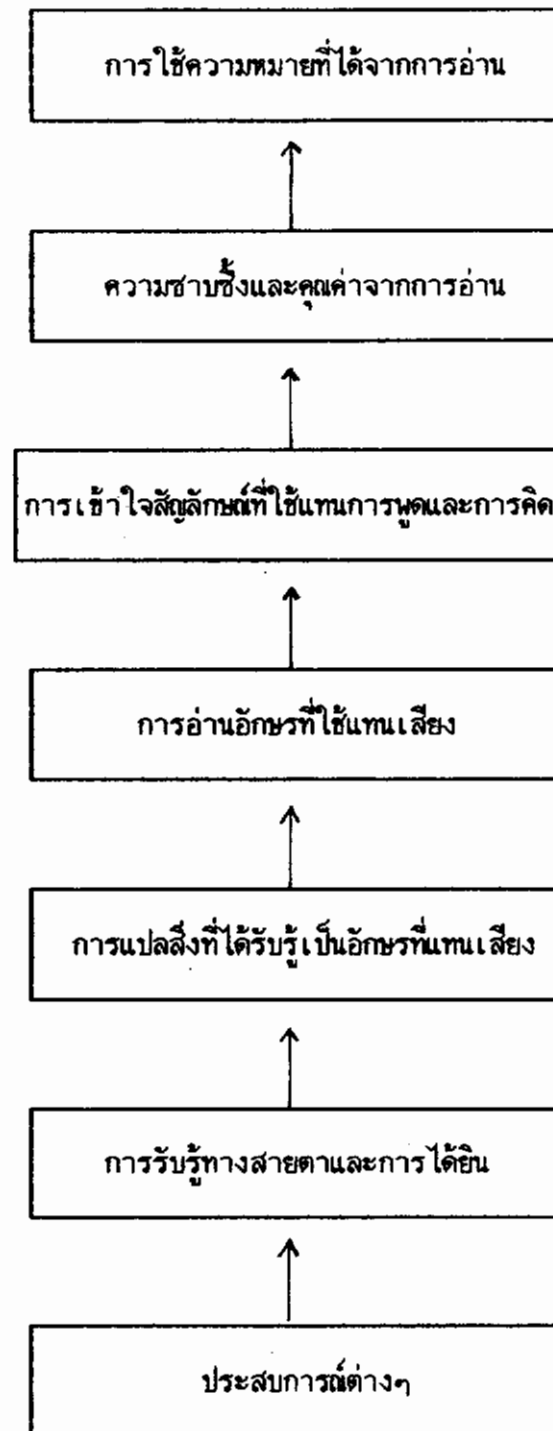 การใช้ความหมายที่ได้จากการอ่าน
ความซาบซึ้งและคุณค่าจากการอ่าน
การเข้าใจสัญลักษณ์ที่ใช้แทนการพูดและการคิด
การอ่านอักษรที่ใช้แทนเสียง
การแปลสิ่งที่ได้รับรู้เป็นอักษรที่แทนเสียง
การรับรู้ทางสายตาและการได้ยิน
ประสบการณ์ต่างๆ